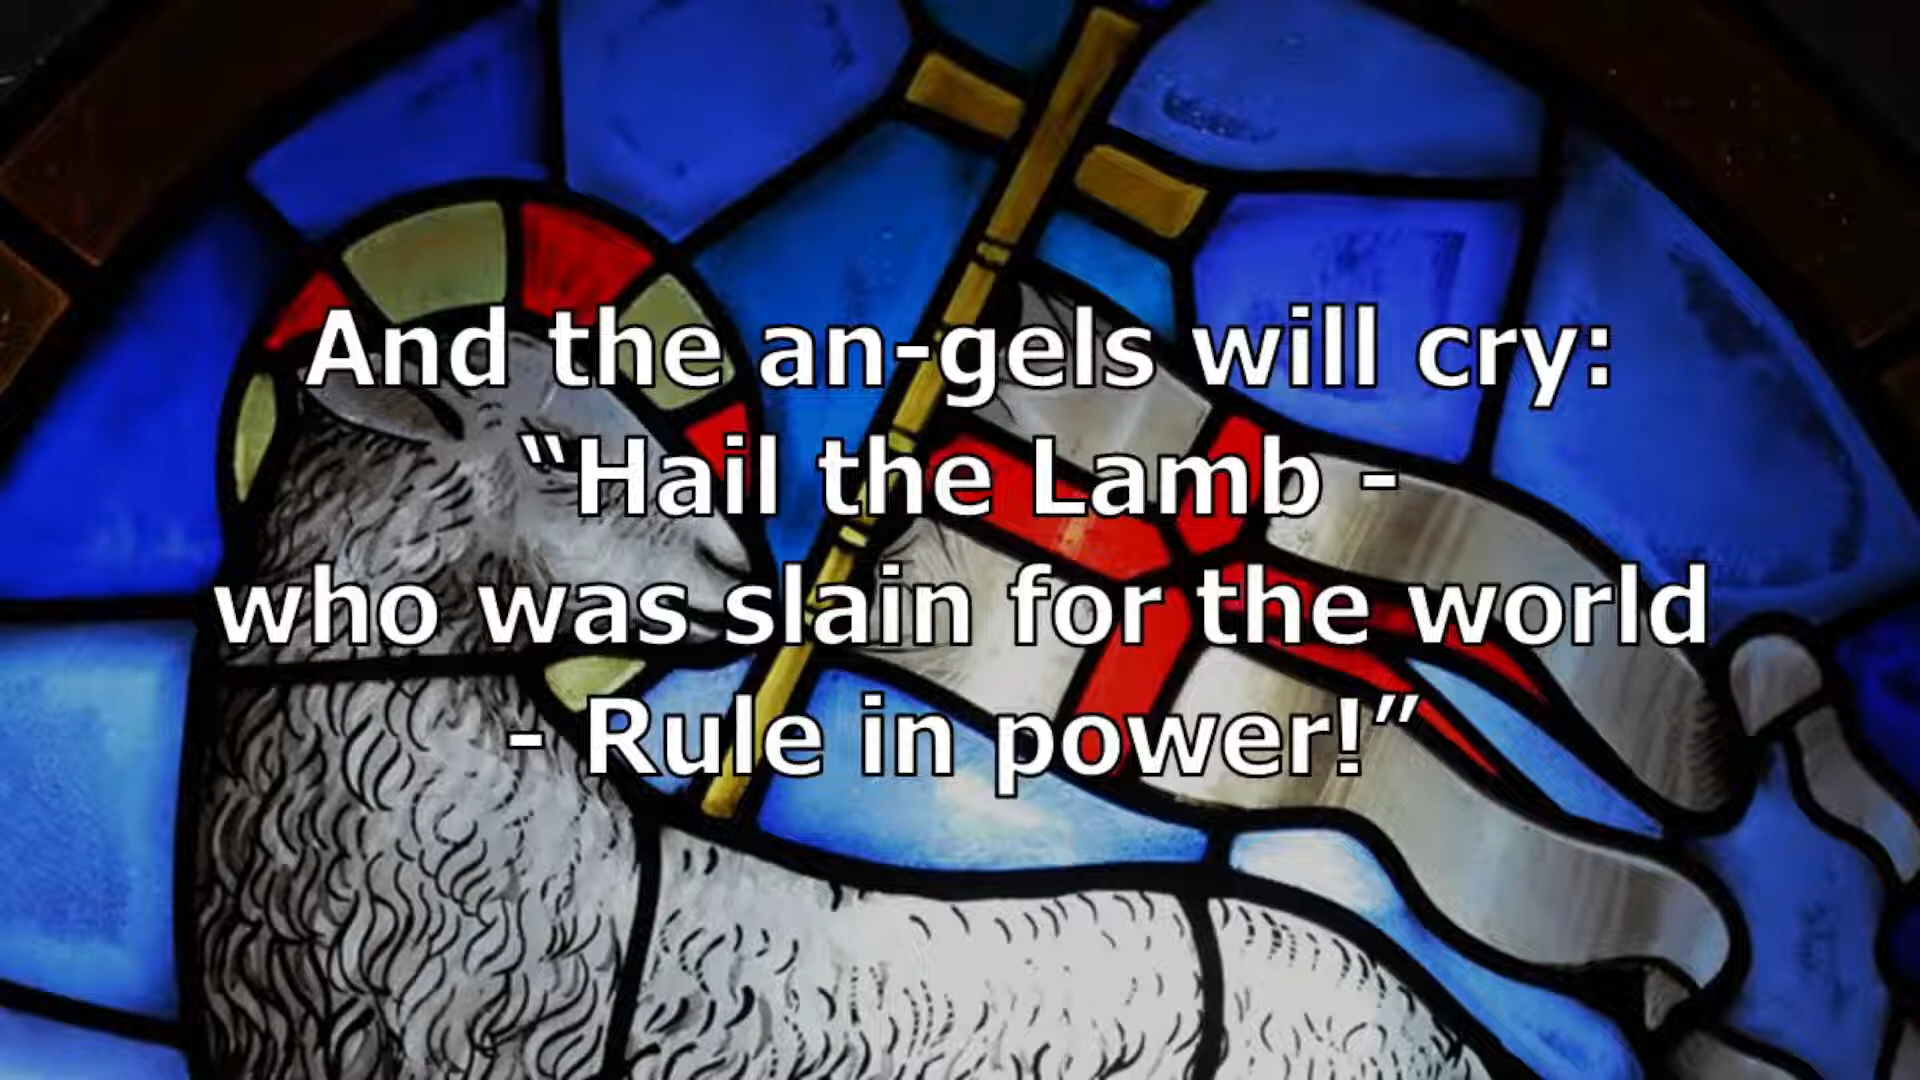 And the an-gels will cry:
“Hail the Lamb -
who was slain for the world
- Rule in power!”